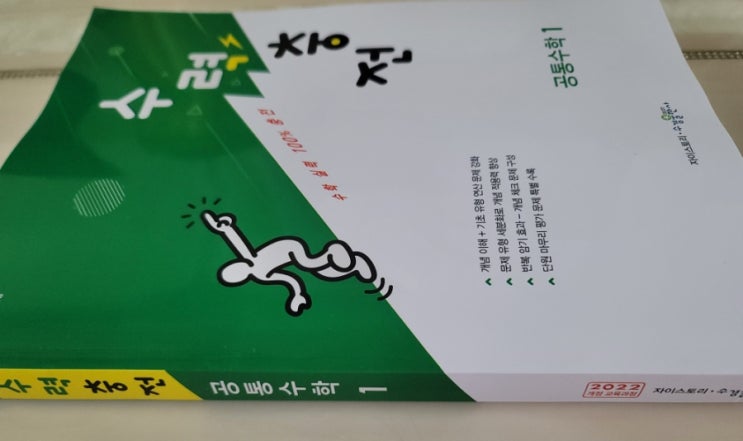 수력충전
수학 실력 100% 충전
공통수학 1
개념 이해 + 기초 유형 연산 문제 강화
문제 유형 세분화로 개념 적용력 향상
반복 암기 효과 - 개념 체크 문제 구성
단원 마무리 평가 문제 특별 수록
자이스토리 · 수경출판사
수력충전 공통수학 1
2022
개정 교육과정
자이스토리 · 수경